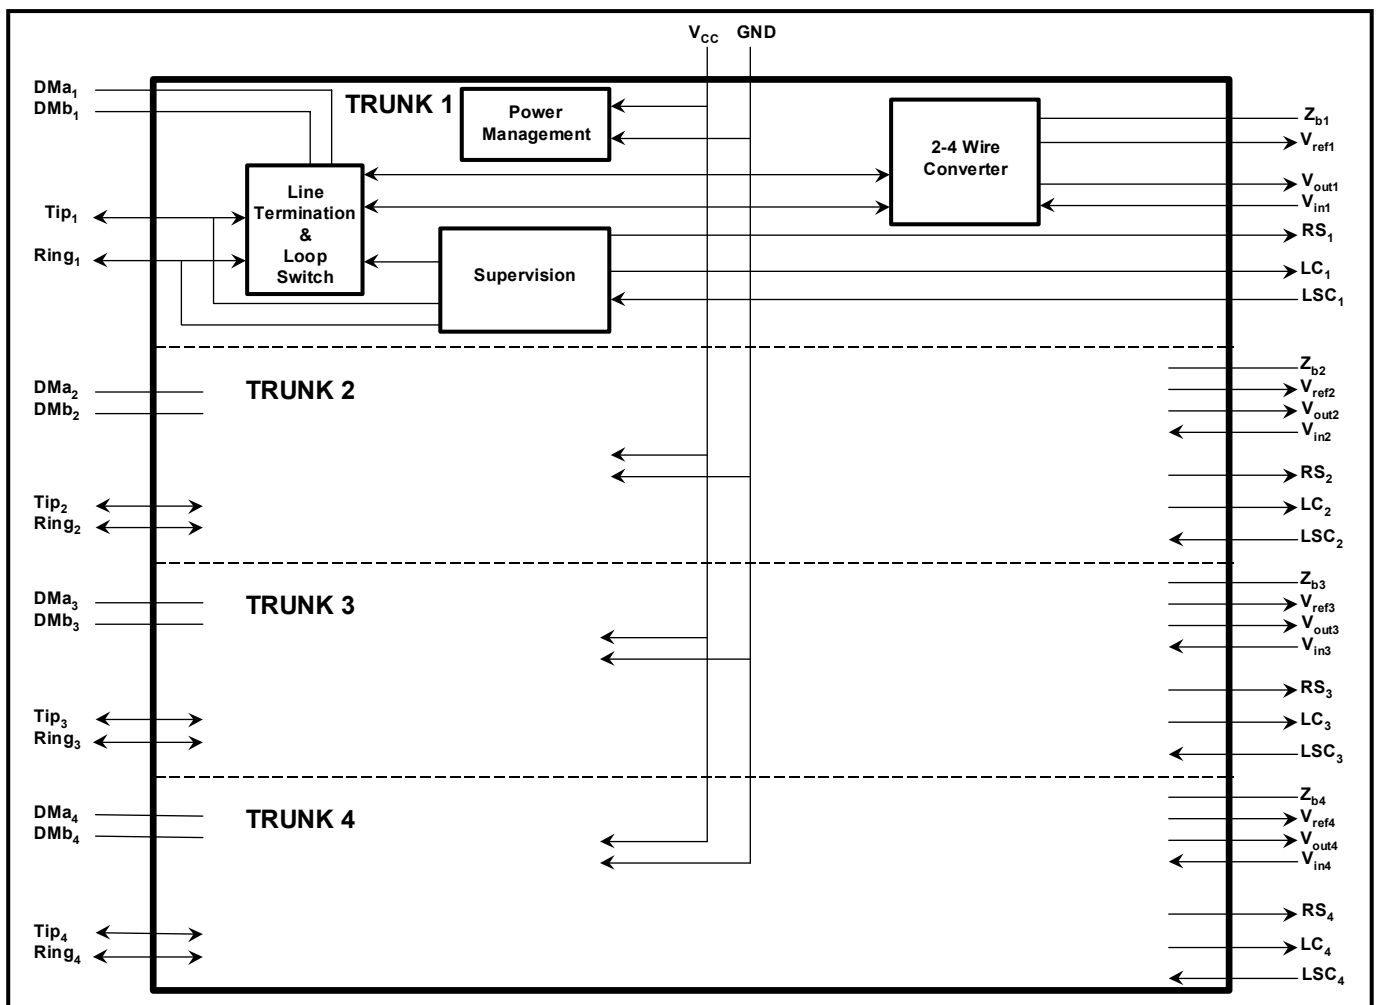 V_CC GND
DMa1
DMb1
TRUNK 1
Power
Management
2-4 Wire
Converter
Zb1
Vref1
Vout1
Vin1
Line
Termination
&
Loop
Switch
Tip1
Ring1
Supervision
RS1
LC1
LSC1
DMa2
DMb2
TRUNK 2
Zb2
Vref2
Vout2
Vin2
Tip2
Ring2
RS2
LC2
LSC2
DMa3
DMb3
TRUNK 3
Zb3
Vref3
Vout3
Vin3
Tip3
Ring3
RS3
LC3
LSC3
DMa4
DMb4
TRUNK 4
Zb4
Vref4
Vout4
Vin4
Tip4
Ring4
RS4
LC4
LSC4